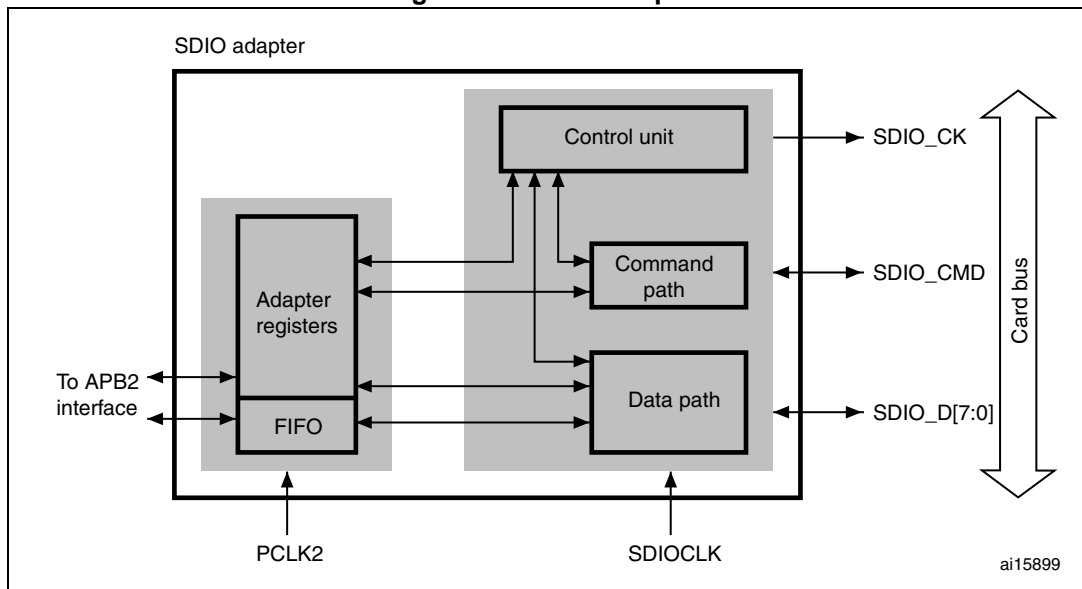 SDIO adapter
Control unit
SDIO_CK
Command
path
SDIO_CMD
Adapter
registers
Card bus
To APB2
interface
Data path
SDIO_D[7:0]
FIFO
PCLK2
SDIOCLK
ai15899